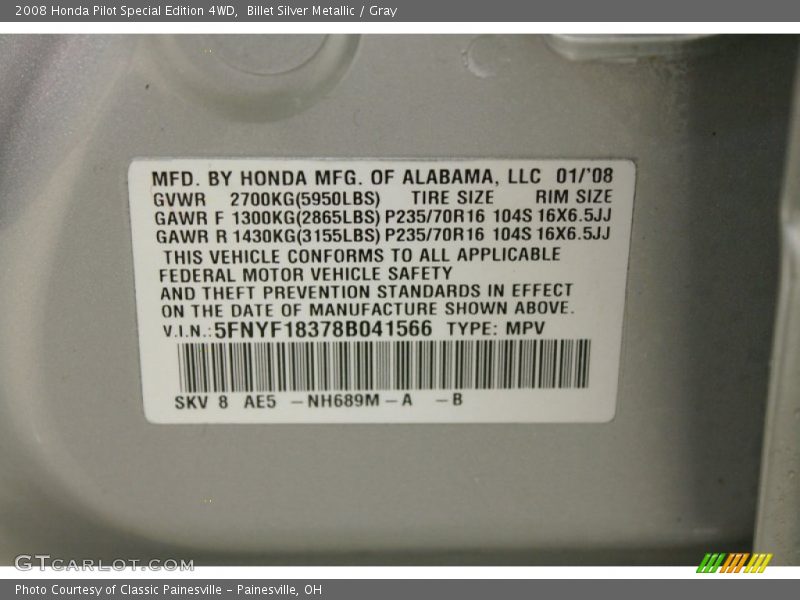 2008 Honda Pilot Special Edition 4WD,  Billet Silver Metallic / Gray
MFD. BY HONDA MFG. OF ALABAMA, LLC  01/'08
GVWR  2700KG(5950LBS)  TIRE SIZE  RIM SIZE
GAWR F 1300KG(2865LBS) P235/70R16 104S 16X6.5JJ
GAWR R 1430KG(3155LBS) P235/70R16 104S 16X6.5JJ
THIS VEHICLE CONFORMS TO ALL APPLICABLE
FEDERAL MOTOR VEHICLE SAFETY
AND THEFT PREVENTION STANDARDS IN EFFECT
ON THE DATE OF MANUFACTURE SHOWN ABOVE.
V.I.N.: 5FNYF18378B041566  TYPE: MPV
SKV 8  AE5  – NH689M – A  – B
GTCARLOT.COM
Photo Courtesy of Classic Painesville – Painesville, OH